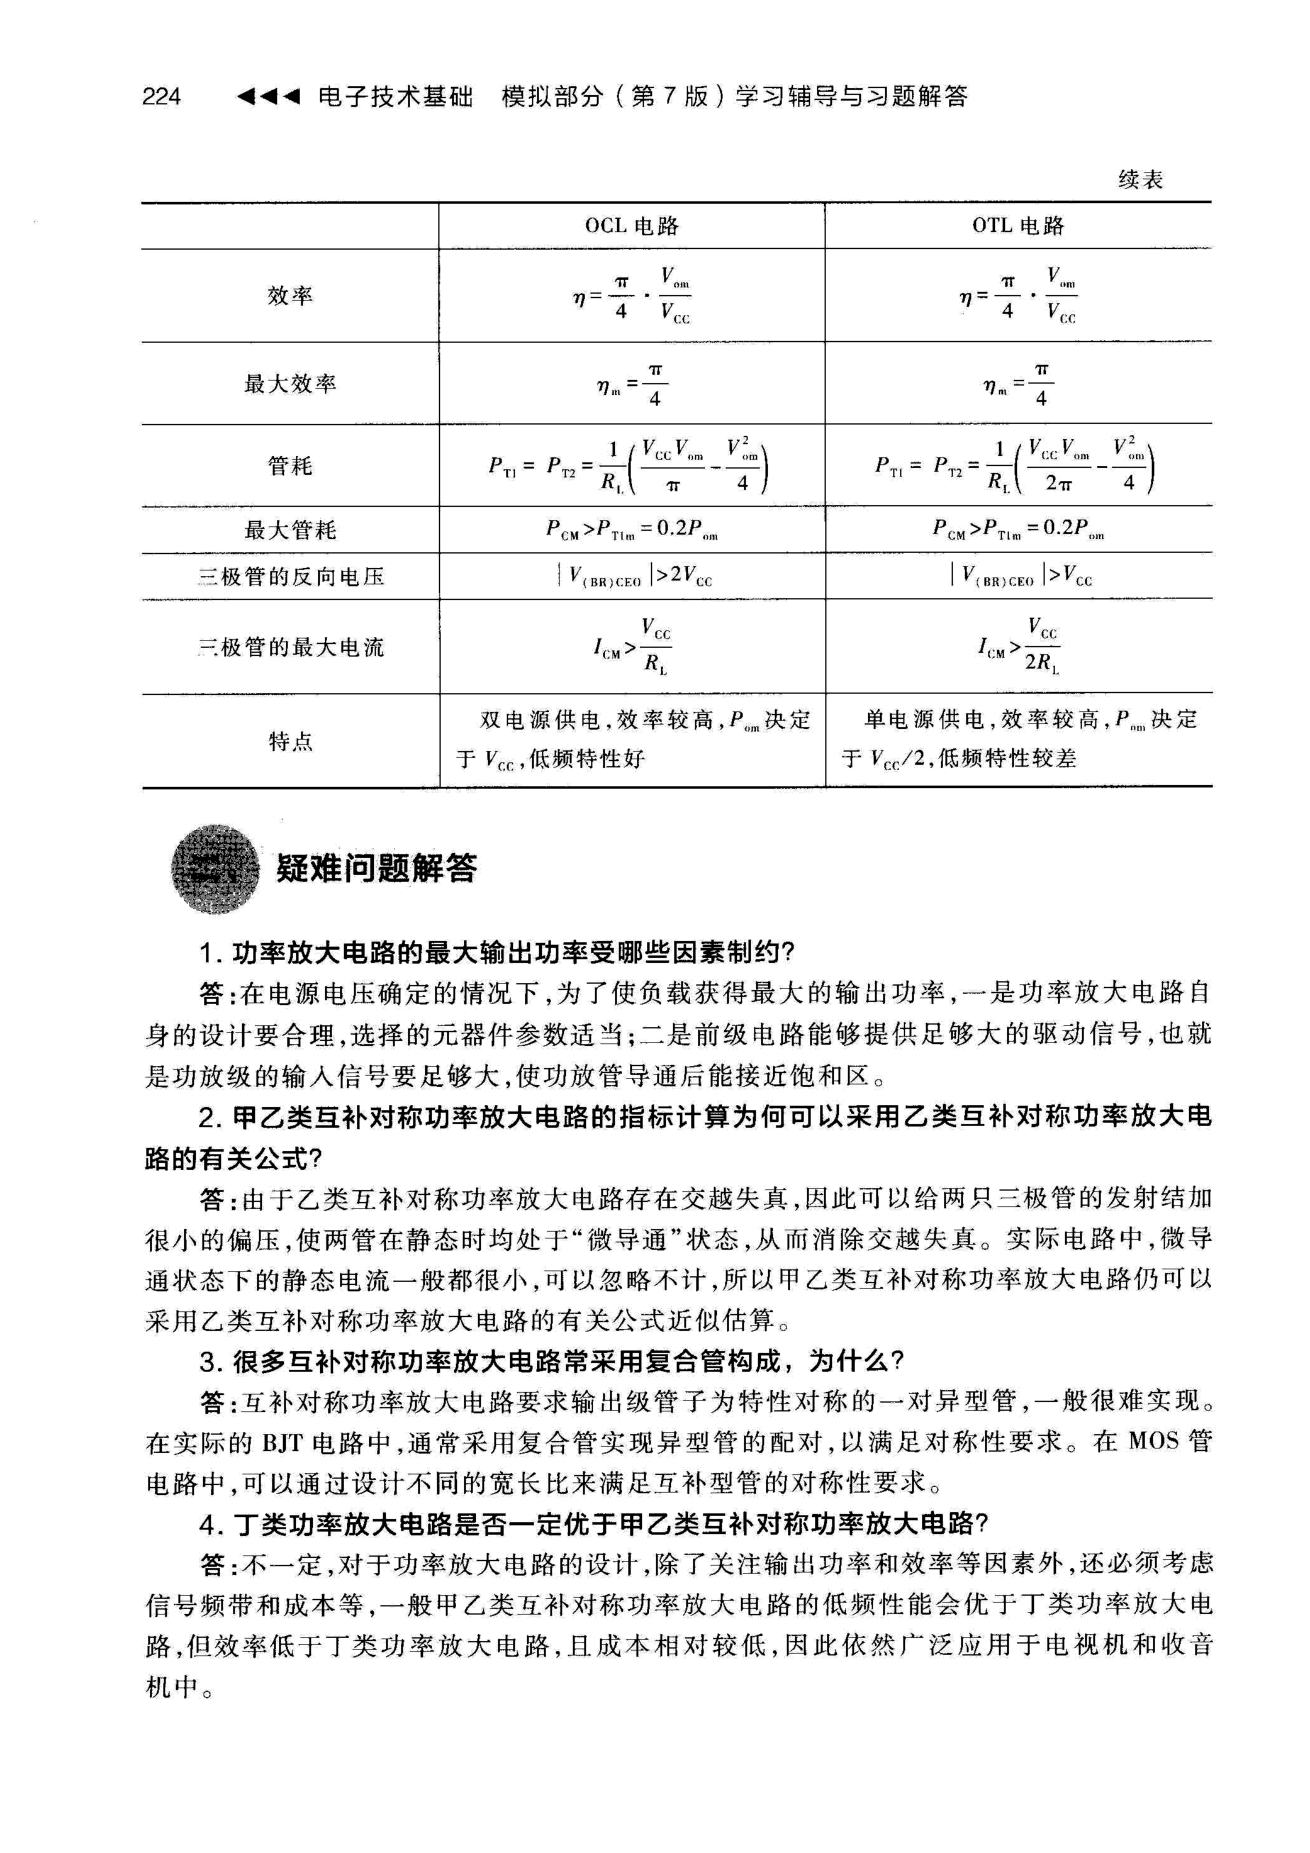 224 ◀◀◀ 电子技术基础 模拟部分（第 7 版）学习辅导与习题解答
续表
OCL 电路 OTL 电路
效率 η=π/4·V_om/V_CC η=π/4·V_om/V_CC
最大效率 η_m=π/4 η_m=π/4
管耗 P_T1=P_T2=1/R_L(V_CC V_om/π-V²_om/4) P_T1=P_T2=1/R_L(V_CC V_om/2π-V²_om/4)
最大管耗 P_CM>P_T1m=0.2P_om P_CM>P_T1m=0.2P_om
三极管的反向电压 |V_(BR)CEO|>2V_CC |V_(BR)CEO|>V_CC
三极管的最大电流 I_CM>V_CC/R_L I_CM>V_CC/2R_L
特点 双电源供电,效率较高,P_om决定 单电源供电,效率较高,P_om决定
于 V_CC,低频特性好 于 V_CC/2,低频特性较差
疑难问题解答
1. 功率放大电路的最大输出功率受哪些因素制约?
答:在电源电压确定的情况下,为了使负载获得最大的输出功率,一是功率放大电路自
身的设计要合理,选择的元器件参数适当;二是前级电路能够提供足够大的驱动信号,也就
是功放级的输入信号要足够大,使功放管导通后能接近饱和区。
2. 甲乙类互补对称功率放大电路的指标计算为何可以采用乙类互补对称功率放大电
路的有关公式?
答:由于乙类互补对称功率放大电路存在交越失真,因此可以给两只三极管的发射结加
很小的偏压,使两管在静态时均处于“微导通”状态,从而消除交越失真。实际电路中,微导
通状态下的静态电流一般都很小,可以忽略不计,所以甲乙类互补对称功率放大电路仍可以
采用乙类互补对称功率放大电路的有关公式近似估算。
3. 很多互补对称功率放大电路常采用复合管构成，为什么?
答:互补对称功率放大电路要求输出级管子为特性对称的一对异型管,一般很难实现。
在实际的 BJT 电路中,通常采用复合管实现异型管的配对,以满足对称性要求。在 MOS 管
电路中,可以通过设计不同的宽长比来满足互补型管的对称性要求。
4. 丁类功率放大电路是否一定优于甲乙类互补对称功率放大电路?
答:不一定,对于功率放大电路的设计,除了关注输出功率和效率等因素外,还必须考虑
信号频带和成本等,一般甲乙类互补对称功率放大电路的低频性能会优于丁类功率放大电
路,但效率低于丁类功率放大电路,且成本相对较低,因此依然广泛应用于电视机和收音
机中。